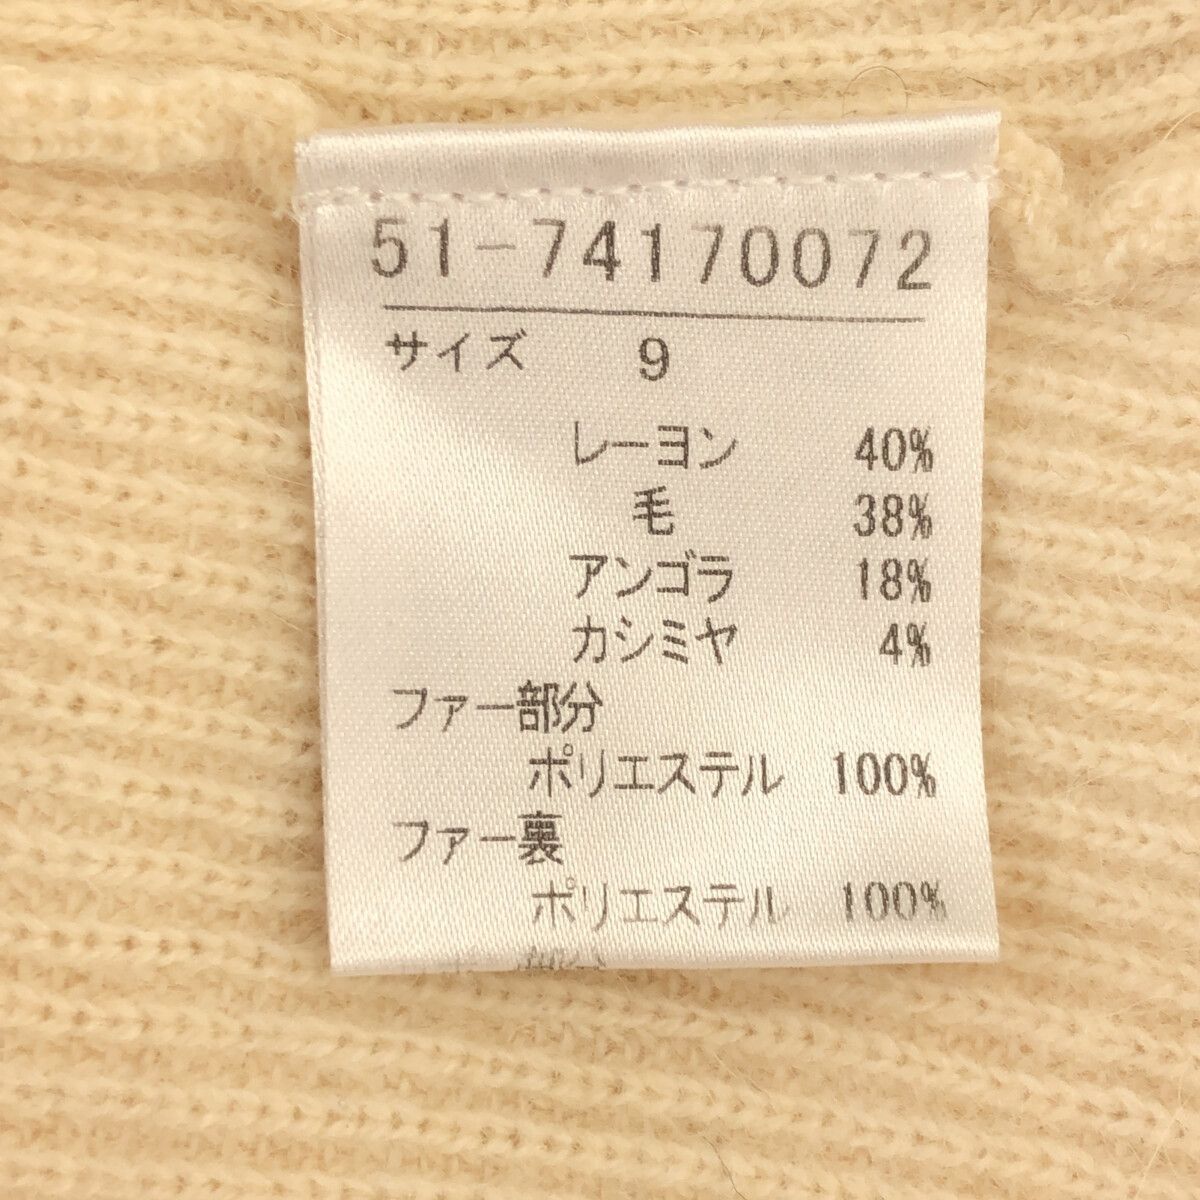 51-74170072
サイズ 9
レーヨン 40%
毛 38%
アンゴラ 18%
カシミヤ 4%
ファー部分
ポリエステル 100%
ファー裏
ポリエステル 100%